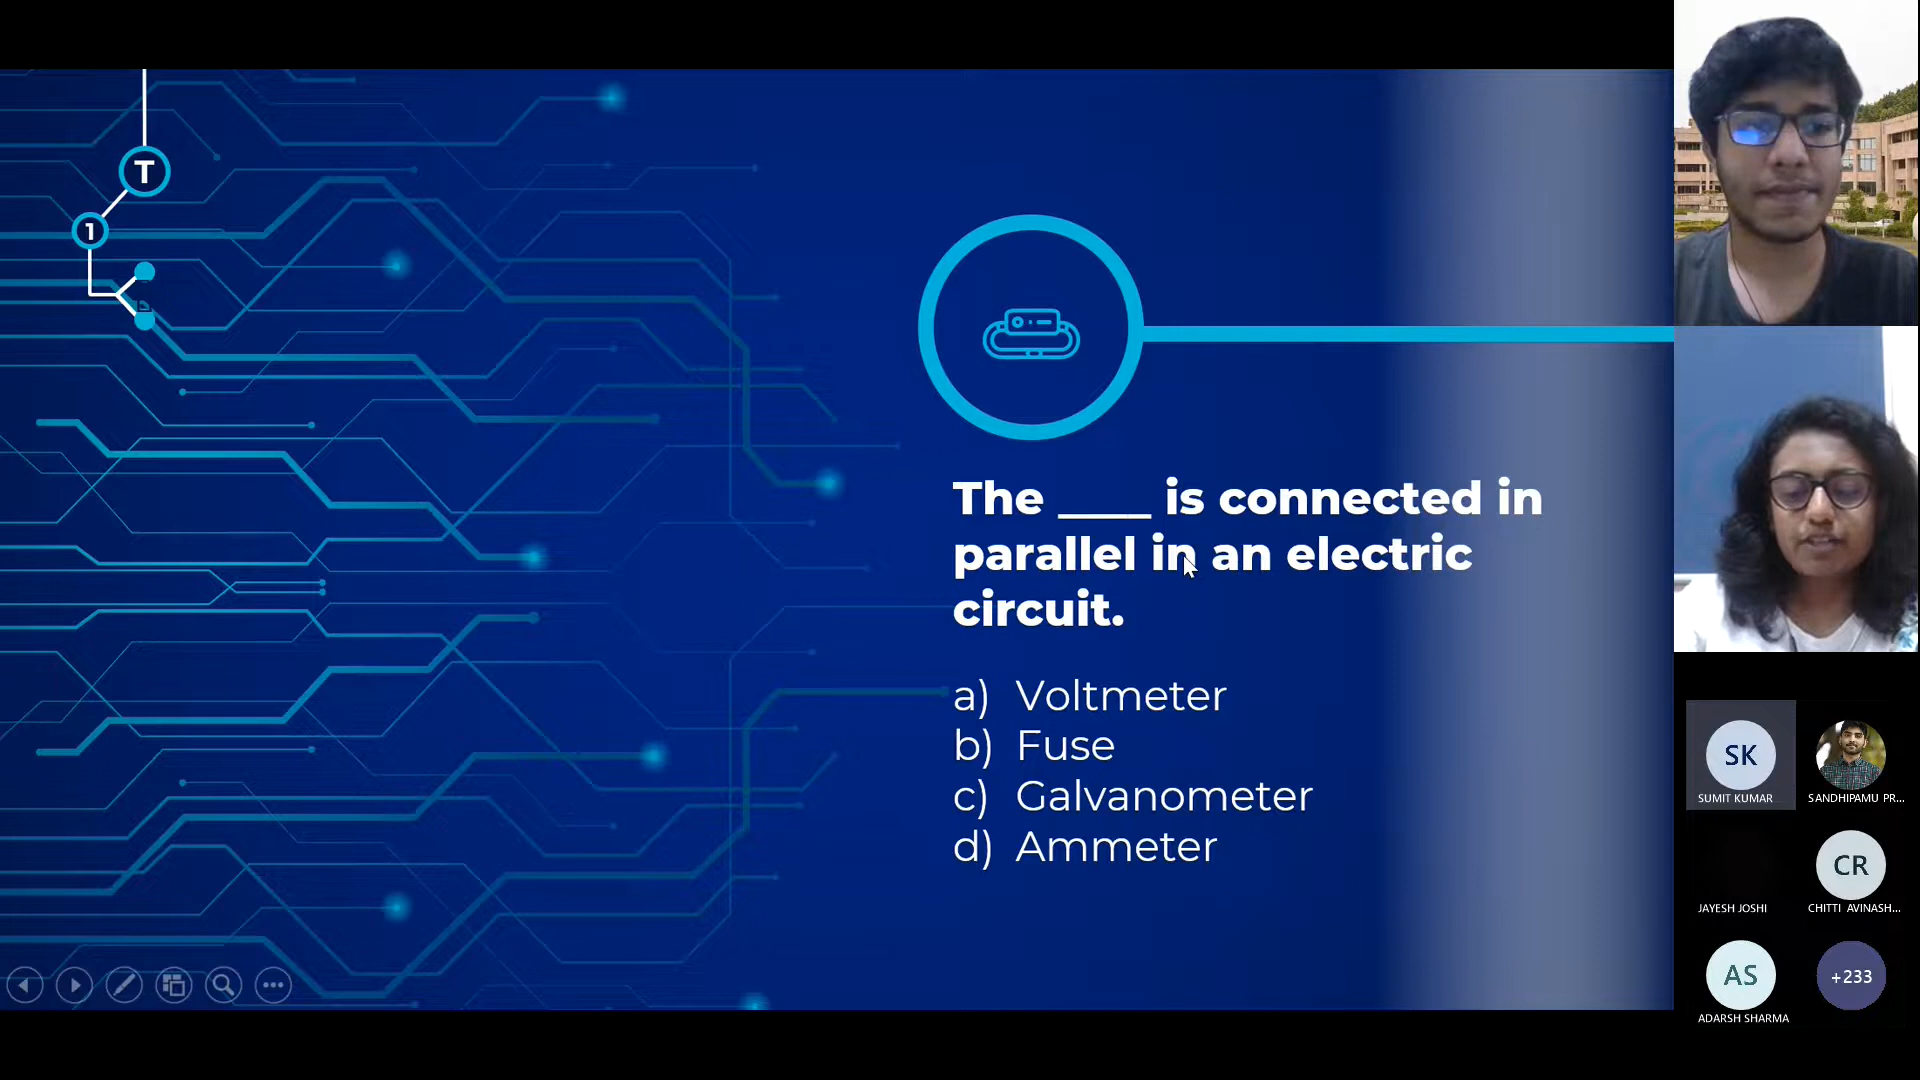 T
1
The ____ is connected in
parallel in an electric
circuit.
a) Voltmeter
b) Fuse
c) Galvanometer
d) Ammeter
SK
SUMIT KUMAR
SANDHIPAMU PR...
JAYESH JOSHI
CR
CHITTI AVINASH...
AS
ADARSH SHARMA
+233